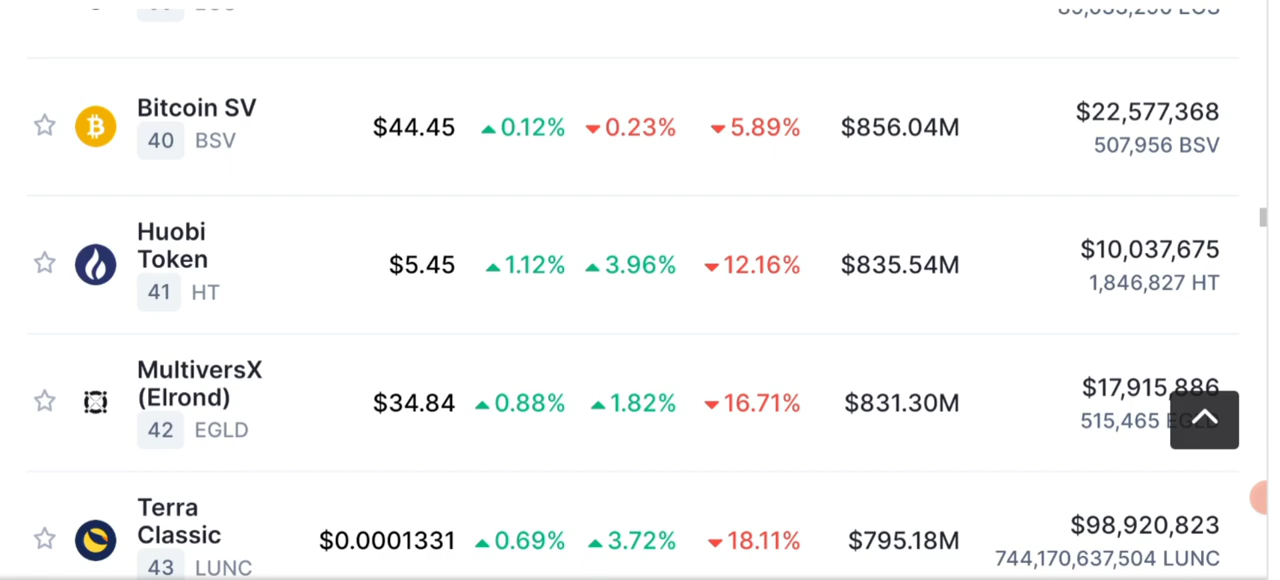 Bitcoin SV
40 BSV
$44.45 0.12% 0.23% 5.89% $856.04M $22,577,368
507,956 BSV
Huobi
Token
41 HT
$5.45 1.12% 3.96% 12.16% $835.54M $10,037,675
1,846,827 HT
MultiversX
(Elrond)
42 EGLD
$34.84 0.88% 1.82% 16.71% $831.30M $17,915,886
515,465
Terra
Classic
43 LUNC
$0.0001331 0.69% 3.72% 18.11% $795.18M $98,920,823
744,170,637,504 LUNC